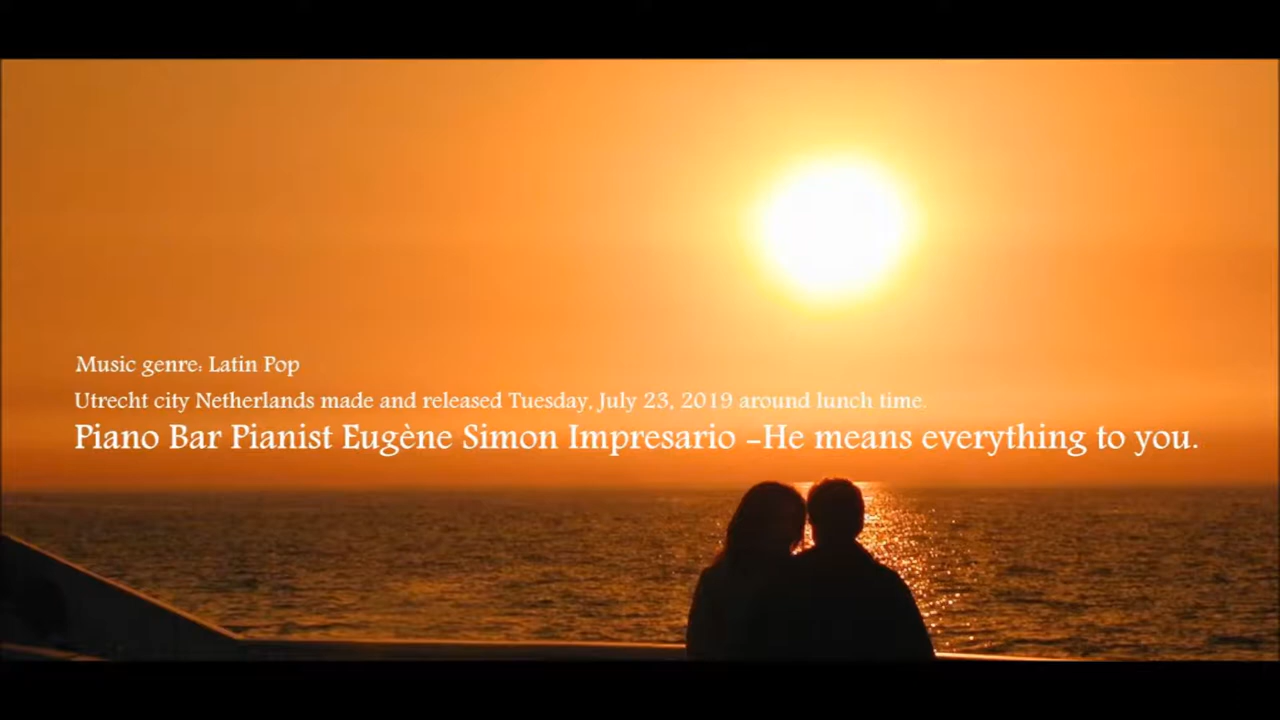 Music genre: Latin Pop
Utrecht city Netherlands made and released Tuesday, July 23, 2019 around lunch time.
Piano Bar Pianist Eugène Simon Impresario -He means everything to you.